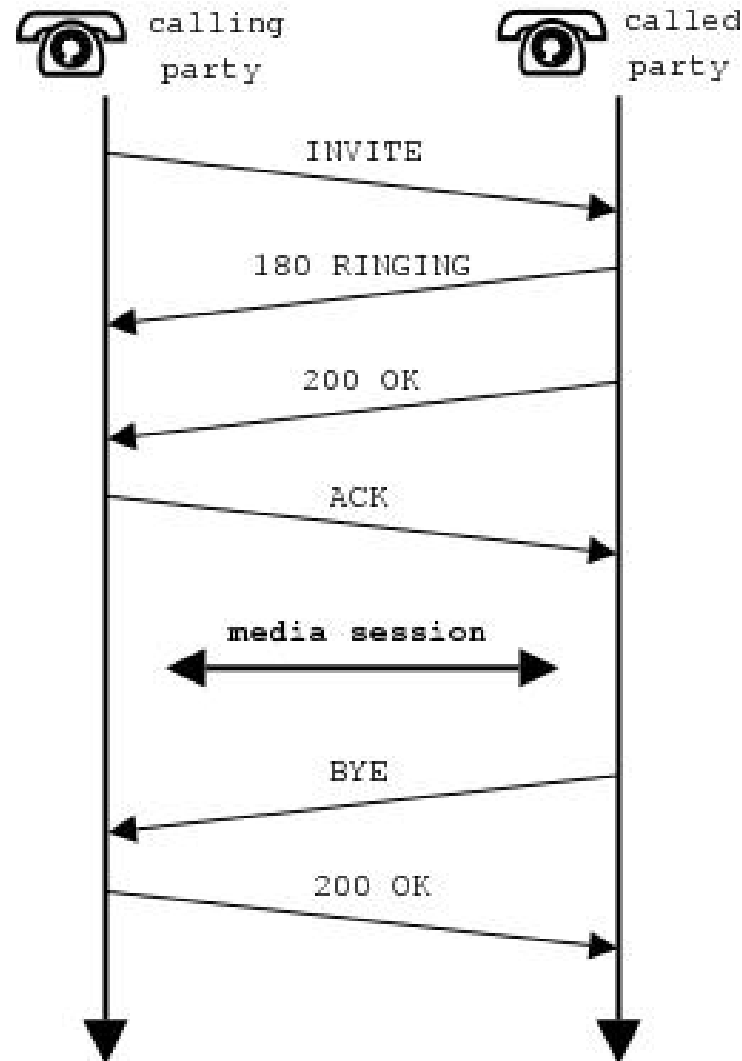 calling
party
called
party
INVITE
180 RINGING
200 OK
ACK
media session
BYE
200 OK